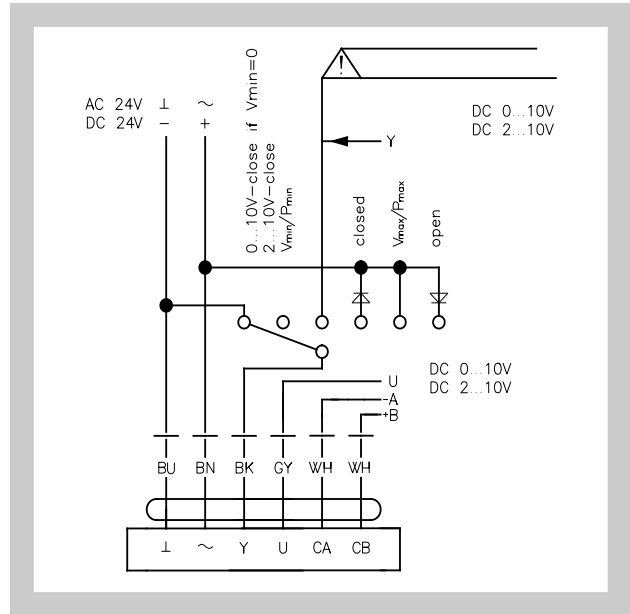 AC 24V ⊥ ~
DC 24V − +
0...10V−close if Vmin=0
2...10V−close
Vmin/Pmin
!
DC 0...10V
DC 2...10V
Y
closed
Vmax/Pmax
open
DC 0...10V
DC 2...10V
U
-A
+B
BU BN BK GY WH WH
⊥ ~ Y U CA CB